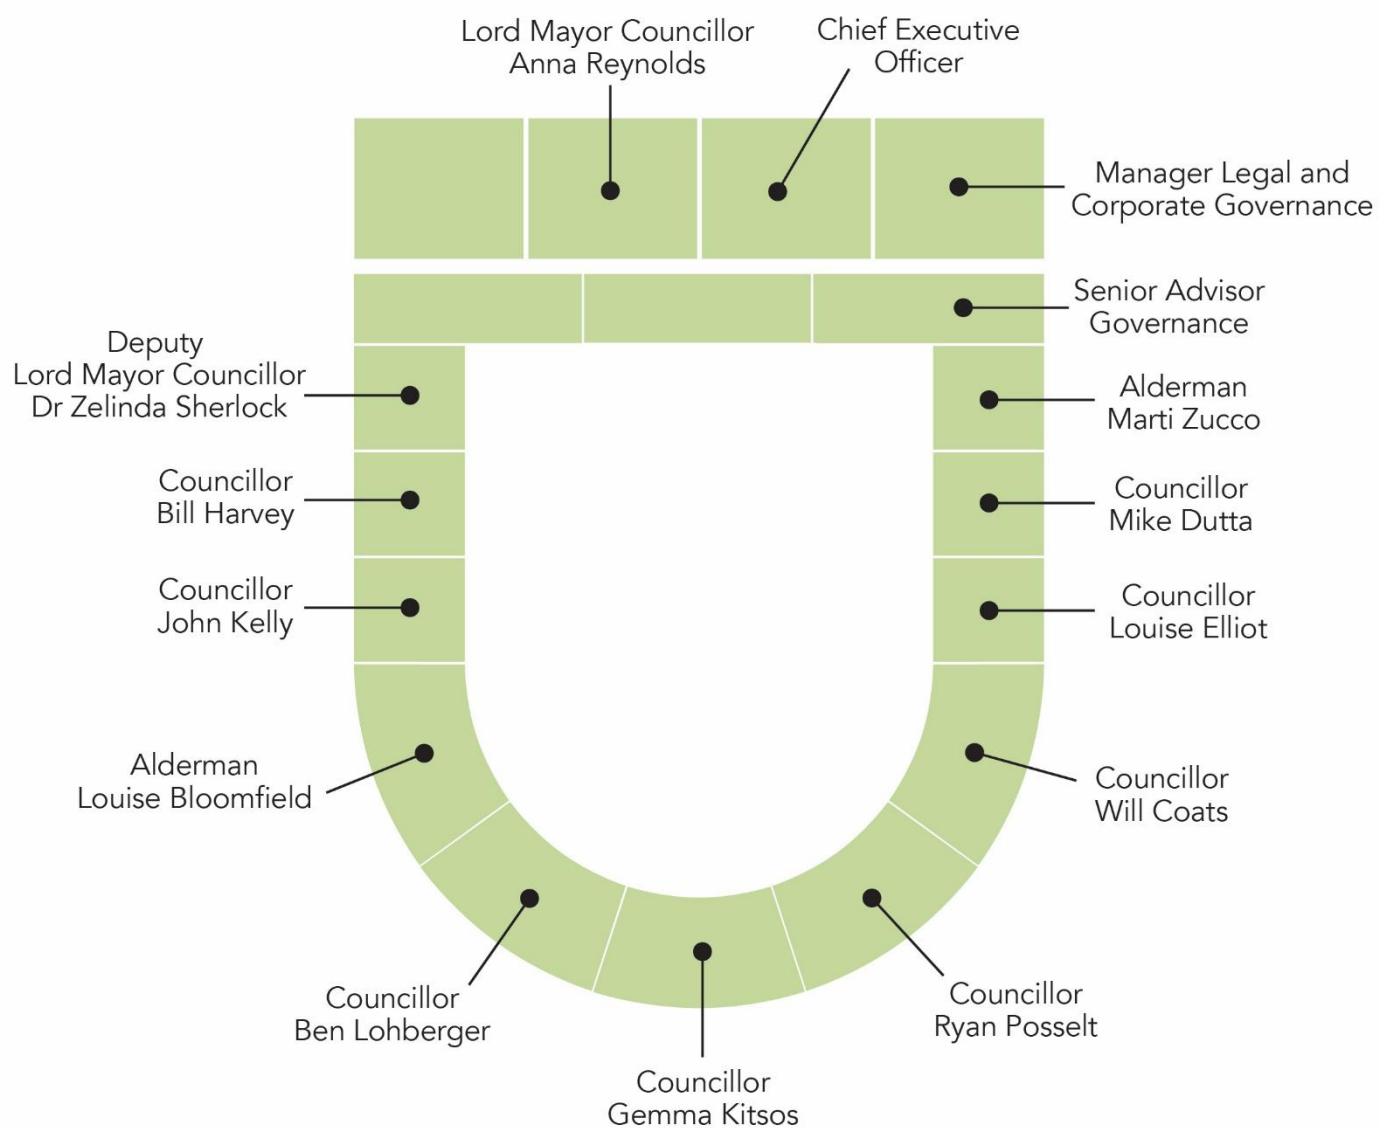 Lord Mayor Councillor
Anna Reynolds
Chief Executive
Officer
Manager Legal and
Corporate Governance
Senior Advisor
Governance
Deputy
Lord Mayor Councillor
Dr Zelinda Sherlock
Alderman
Marti Zucco
Councillor
Bill Harvey
Councillor
Mike Dutta
Councillor
John Kelly
Councillor
Louise Elliot
Alderman
Louise Bloomfield
Councillor
Will Coats
Councillor
Ben Lohberger
Councillor
Ryan Posselt
Councillor
Gemma Kitsos